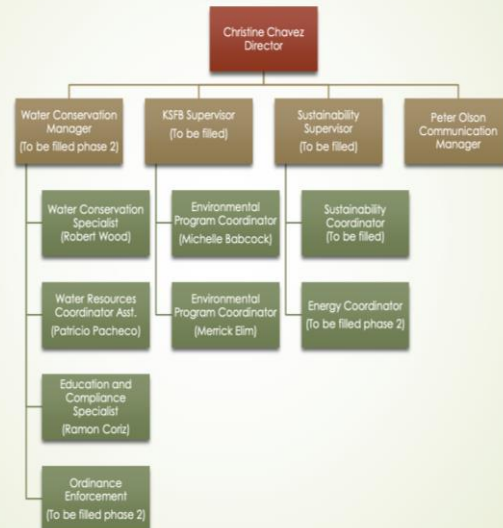 Christine Chavez
Director
Water Conservation
Manager
(To be filled phase 2)
KSFB Supervisor
(To be filled)
Sustainability
Supervisor
(To be filled)
Peter Olson
Communication
Manager
Water Conservation
Specialist
(Robert Wood)
Water Resources
Coordinator Asst.
(Patricio Pacheco)
Education and
Compliance
Specialist
(Ramon Coriz)
Ordinance
Enforcement
(To be filled phase 2)
Environmental
Program Coordinator
(Michelle Babcock)
Environmental
Program Coordinator
(Merrick Elim)
Sustainability
Coordinator
(To be filled)
Energy Coordinator
(To be filled phase 2)